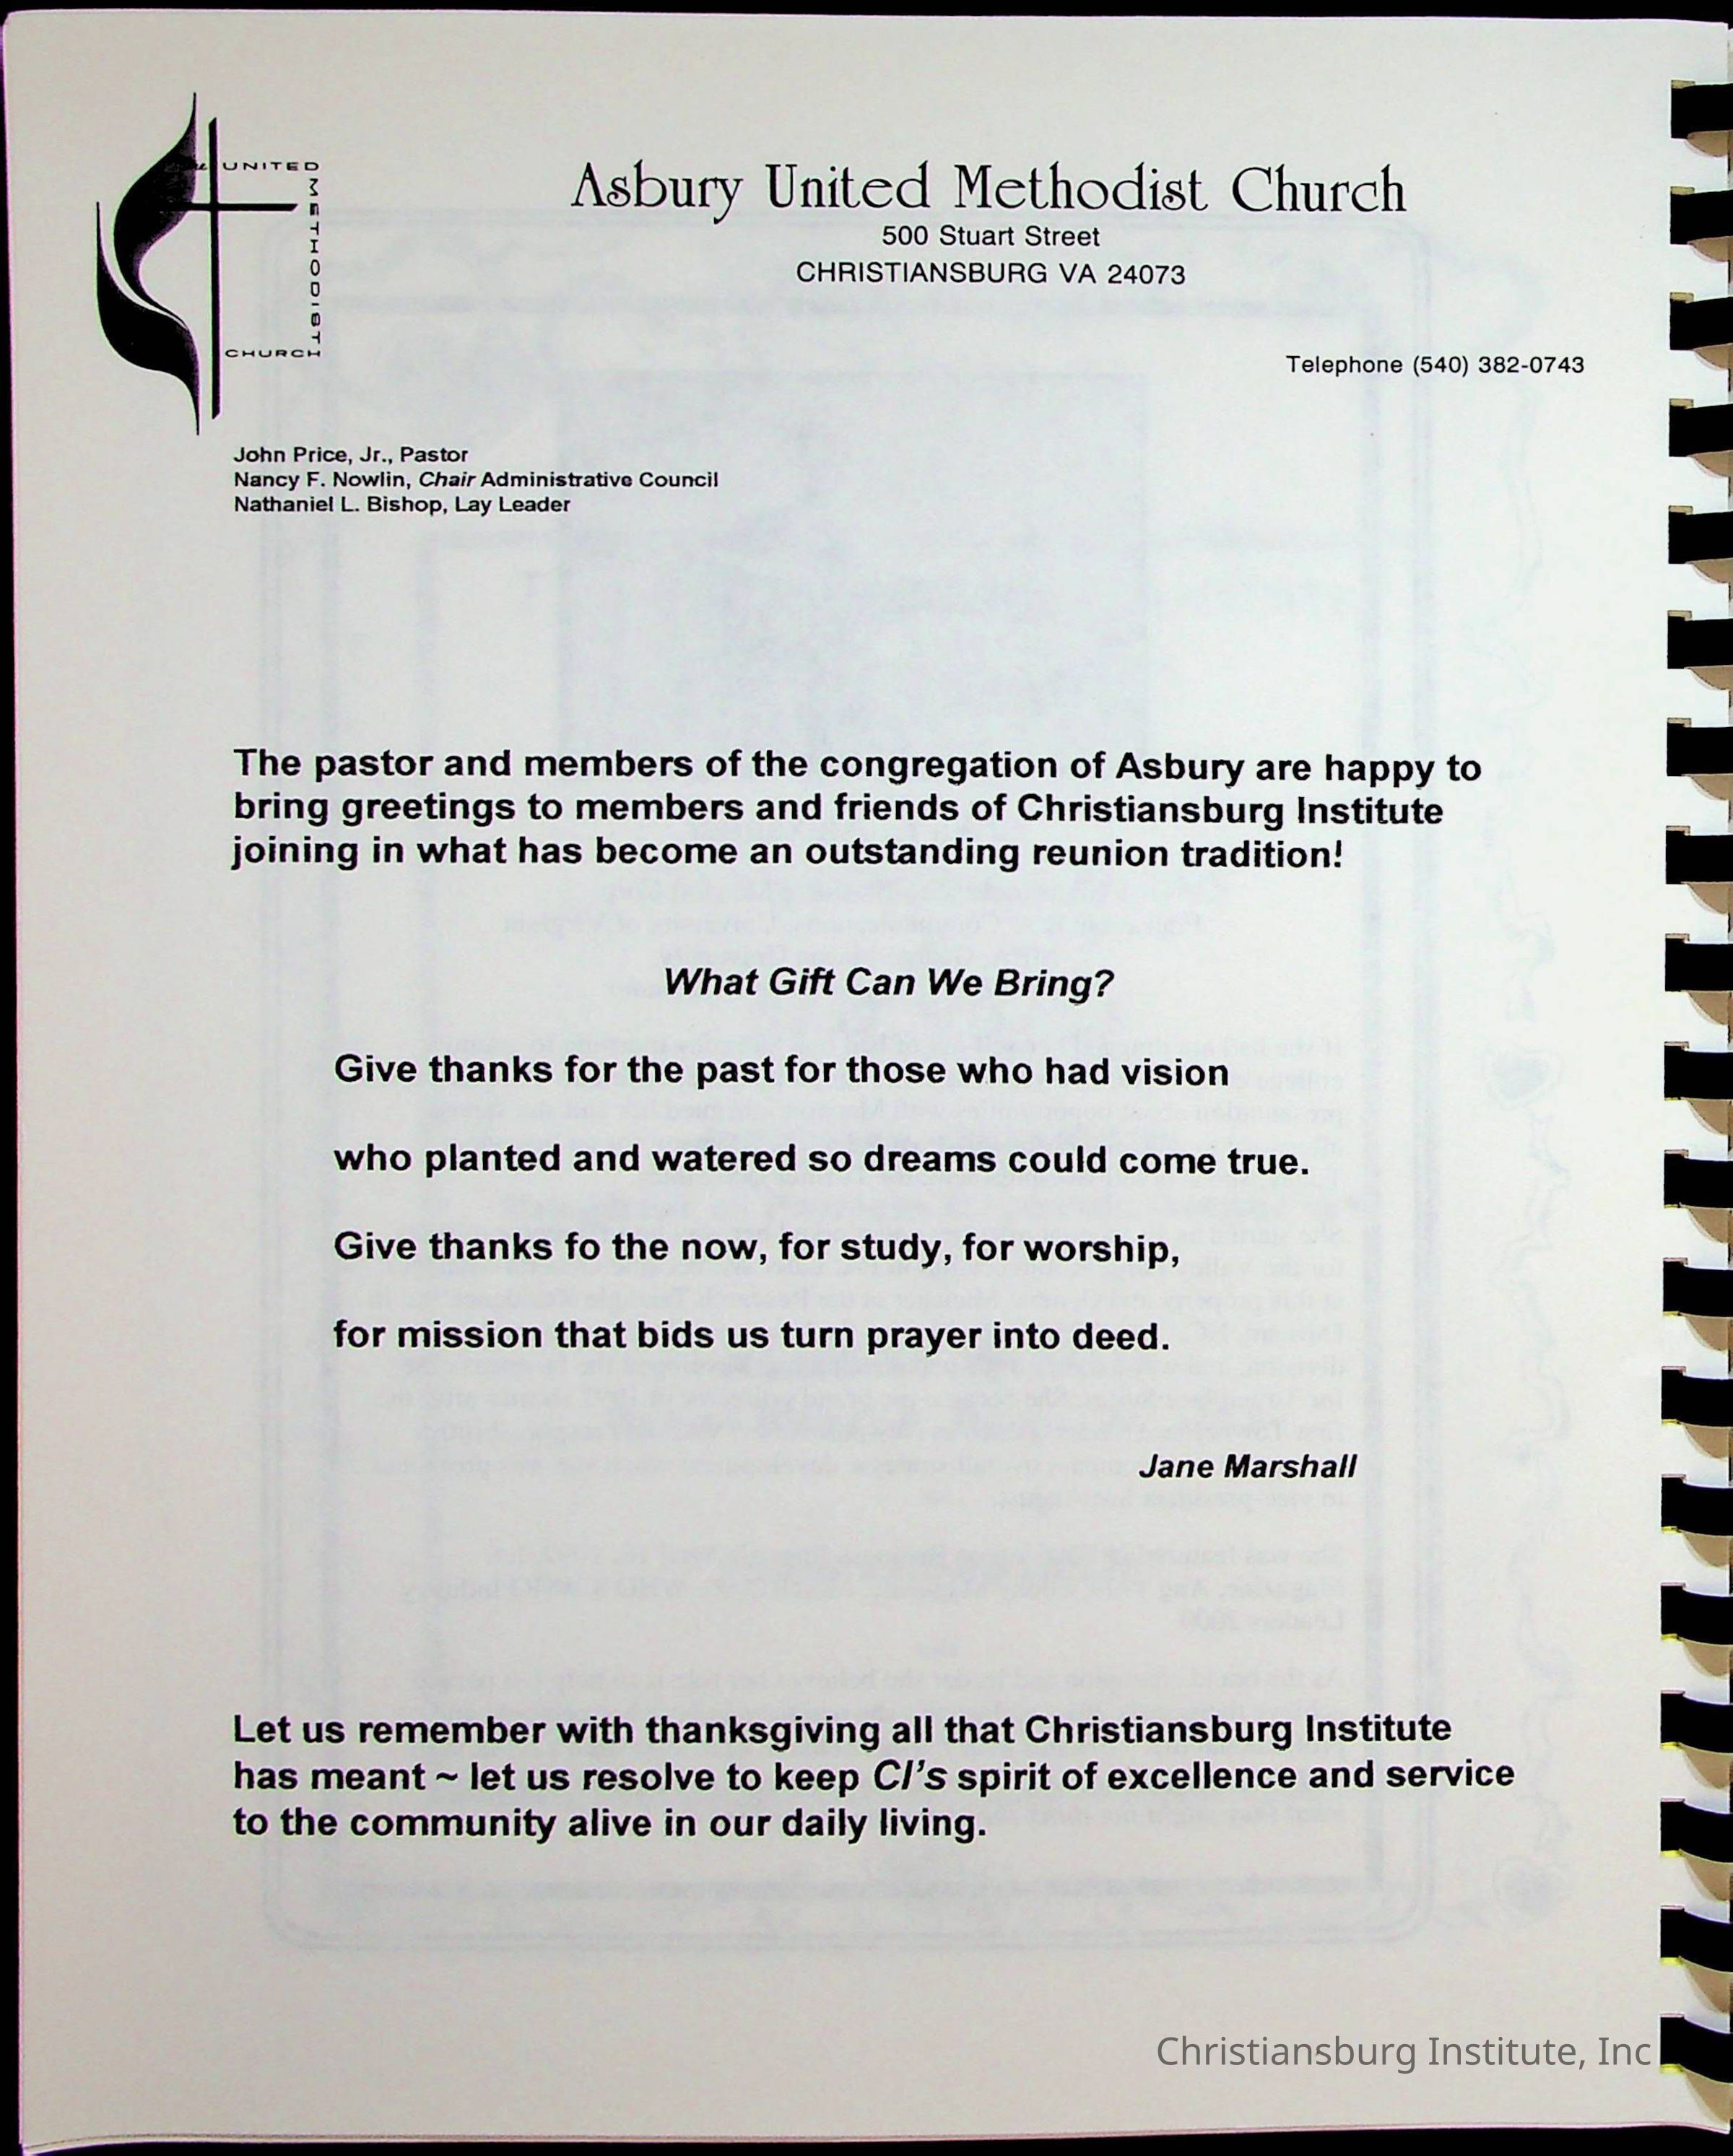 UNITED
METHODIST
CHURCH
Asbury United Methodist Church
500 Stuart Street
CHRISTIANSBURG VA 24073
Telephone (540) 382-0743
John Price, Jr., Pastor
Nancy F. Nowlin, Chair Administrative Council
Nathaniel L. Bishop, Lay Leader
The pastor and members of the congregation of Asbury are happy to
bring greetings to members and friends of Christiansburg Institute
joining in what has become an outstanding reunion tradition!
What Gift Can We Bring?
Give thanks for the past for those who had vision
who planted and watered so dreams could come true.
Give thanks fo the now, for study, for worship,
for mission that bids us turn prayer into deed.
Jane Marshall
Let us remember with thanksgiving all that Christiansburg Institute
has meant ~ let us resolve to keep CI's spirit of excellence and service
to the community alive in our daily living.
Christiansburg Institute, Inc